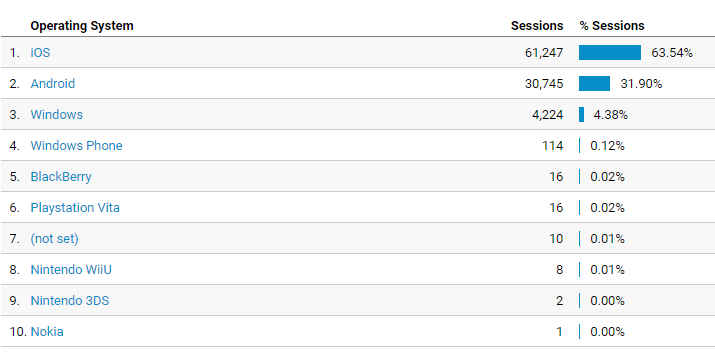 Operating System Sessions % Sessions
1. iOS 61,247 63.54%
2. Android 30,745 31.90%
3. Windows 4,224 4.38%
4. Windows Phone 114 0.12%
5. BlackBerry 16 0.02%
6. Playstation Vita 16 0.02%
7. (not set) 10 0.01%
8. Nintendo WiiU 8 0.01%
9. Nintendo 3DS 2 0.00%
10. Nokia 1 0.00%